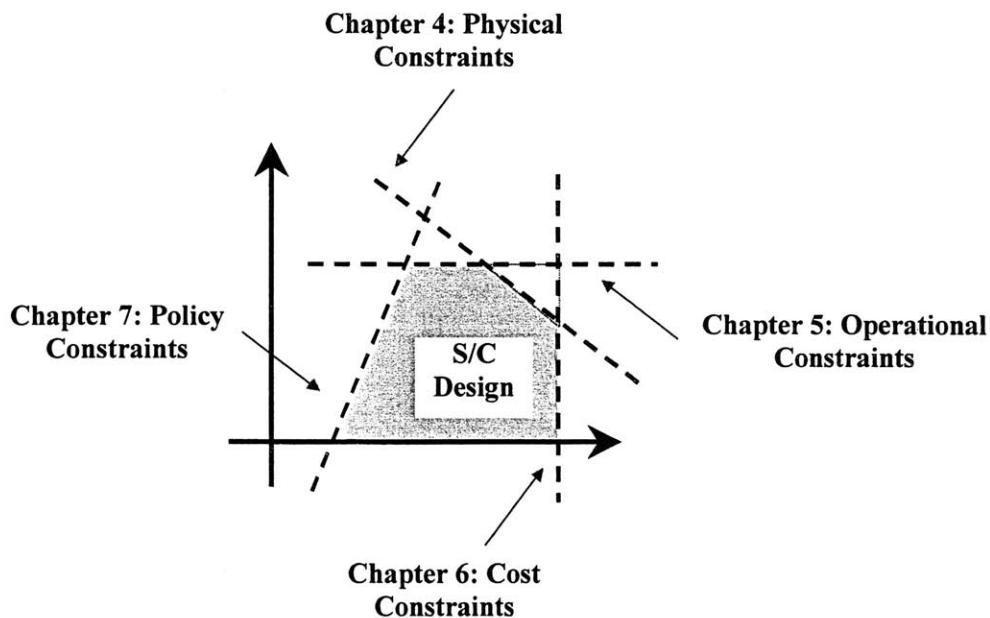 Chapter 4: Physical
Constraints
Chapter 7: Policy
Constraints
S/C
Design
Chapter 5: Operational
Constraints
Chapter 6: Cost
Constraints